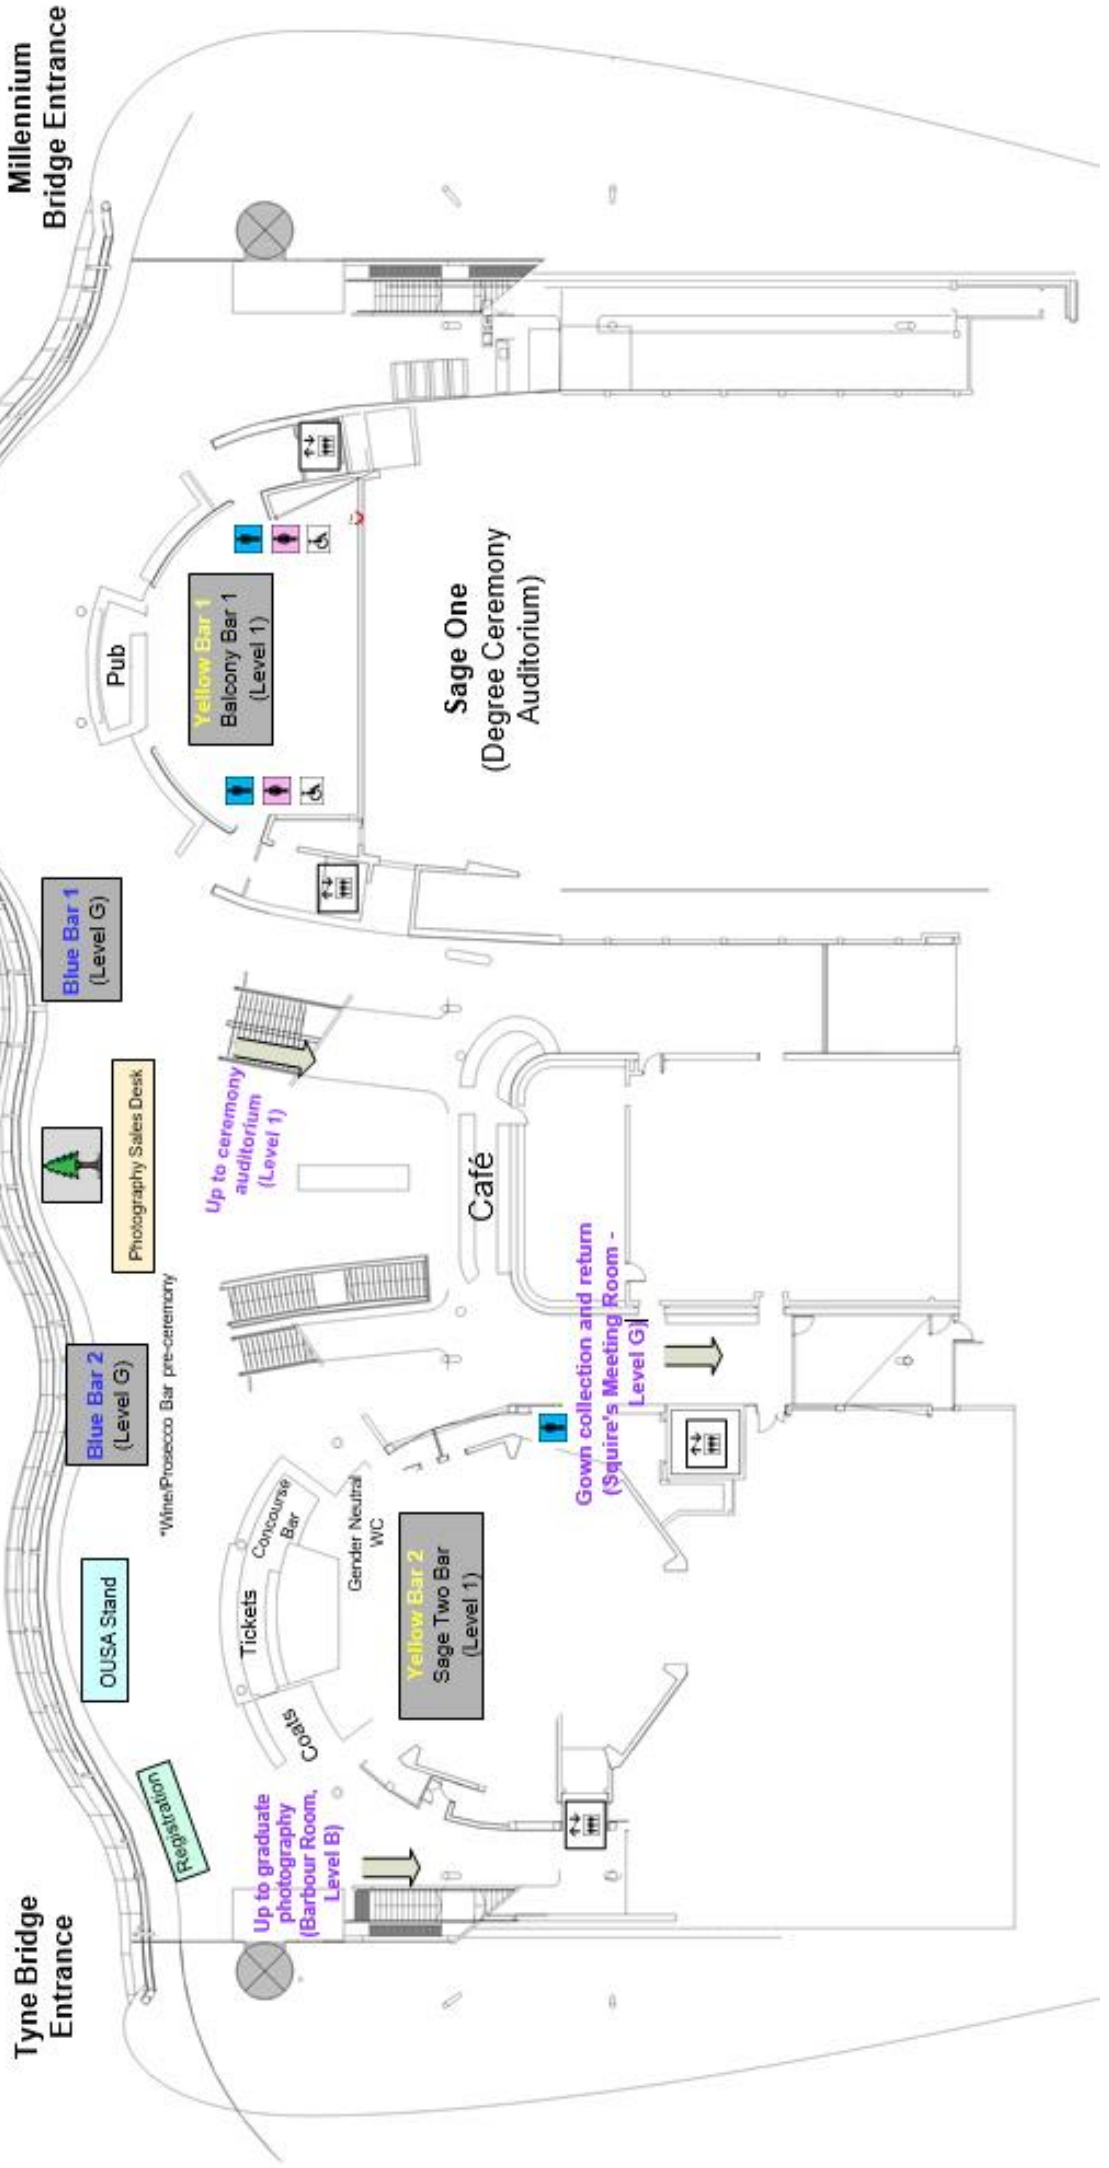 Tyne Bridge
Entrance
Millennium
Bridge Entrance
Registration
OUSA Stand
Blue Bar 2
(Level G)
*Wine/Prosecco Bar pre-ceremony
Photography Sales Desk
Blue Bar 1
(Level G)
Pub
Yellow Bar 1
Balcony Bar 1
(Level 1)
Up to graduate
photography
(Barbour Room,
Level B)
Coats
Tickets
Concourse
Bar
Gender Neutral
WC
Yellow Bar 2
Sage Two Bar
(Level 1)
Up to ceremony
auditorium
(Level 1)
Café
Gown collection and return
(Squire's Meeting Room -
Level G)
Sage One
(Degree Ceremony
Auditorium)